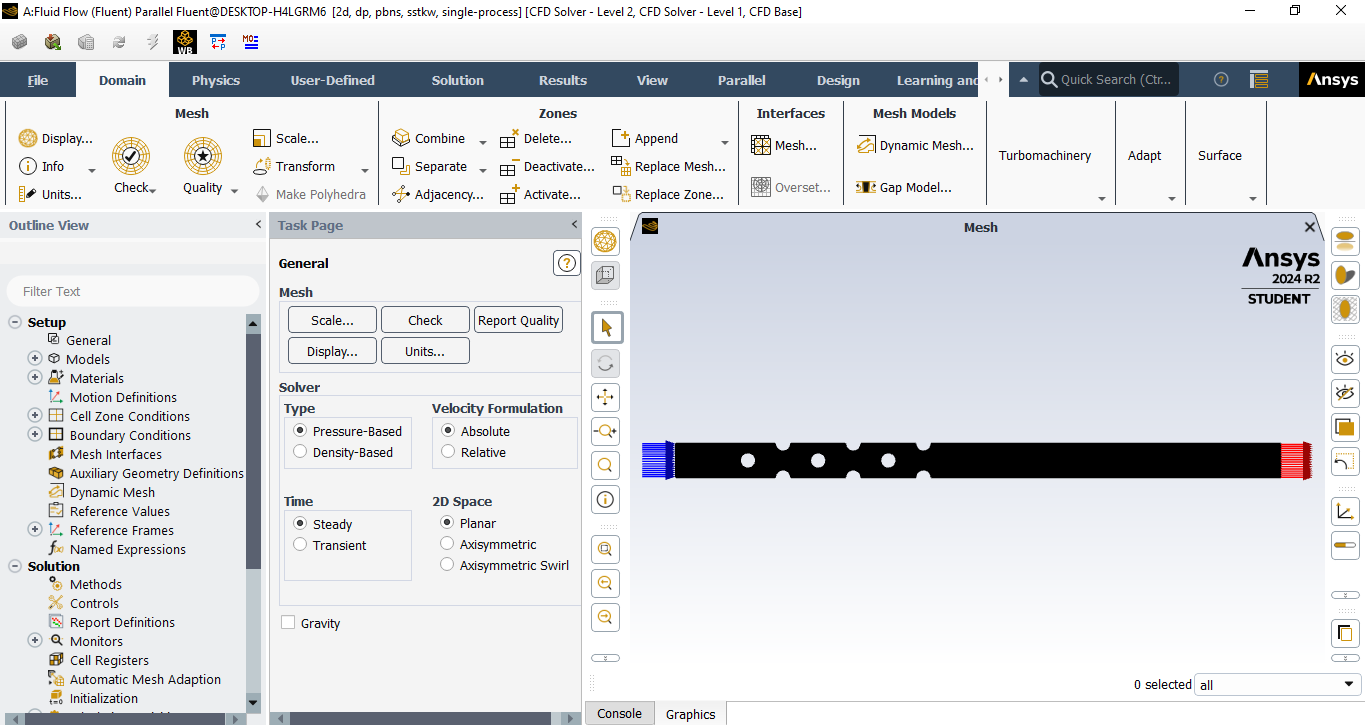 A:Fluid Flow (Fluent) Parallel Fluent@DESKTOP-H4LGRM6 [2d, dp, pbns, sstkw, single-process] [CFD Solver - Level 2, CFD Solver - Level 1, CFD Base]
WB
File Domain Physics User-Defined Solution Results View Parallel Design Learning and Quick Search (Ctr... Ansys
Mesh Zones Interfaces Mesh Models
Display... Scale... Combine Delete... Append Mesh... Dynamic Mesh...
Info Transform Separate Deactivate... Replace Mesh... Turbomachinery Adapt Surface
Check Quality Overset... Gap Model...
Units... Make Polyhedra Adjacency... Activate... Replace Zone...
Outline View
Filter Text
Setup
General
Models
Materials
Motion Definitions
Cell Zone Conditions
Boundary Conditions
Mesh Interfaces
Auxiliary Geometry Definitions
Dynamic Mesh
Reference Values
Reference Frames
Named Expressions
Solution
Methods
Controls
Report Definitions
Monitors
Cell Registers
Automatic Mesh Adaption
Initialization
Task Page
General
Mesh
Scale... Check Report Quality
Display... Units...
Solver
Type Velocity Formulation
Pressure-Based Absolute
Density-Based Relative
Time 2D Space
Steady Planar
Transient Axisymmetric
Axisymmetric Swirl
Gravity
Mesh
Ansys
2024 R2
STUDENT
0 selected all
Console Graphics